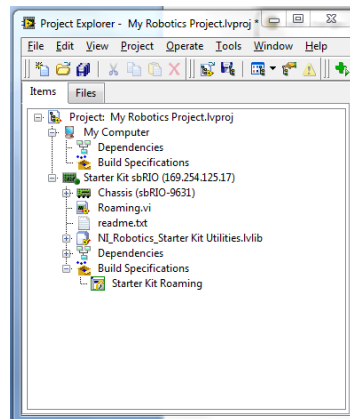 Project Explorer - My Robotics Project.lvproj *
File Edit View Project Operate Tools Window Help
Items Files
Project: My Robotics Project.lvproj
My Computer
Dependencies
Build Specifications
Starter Kit sbRIO (169.254.125.17)
Chassis (sbRIO-9631)
Roaming.vi
readme.txt
NI_Robotics_Starter Kit Utilities.lvlib
Dependencies
Build Specifications
Starter Kit Roaming